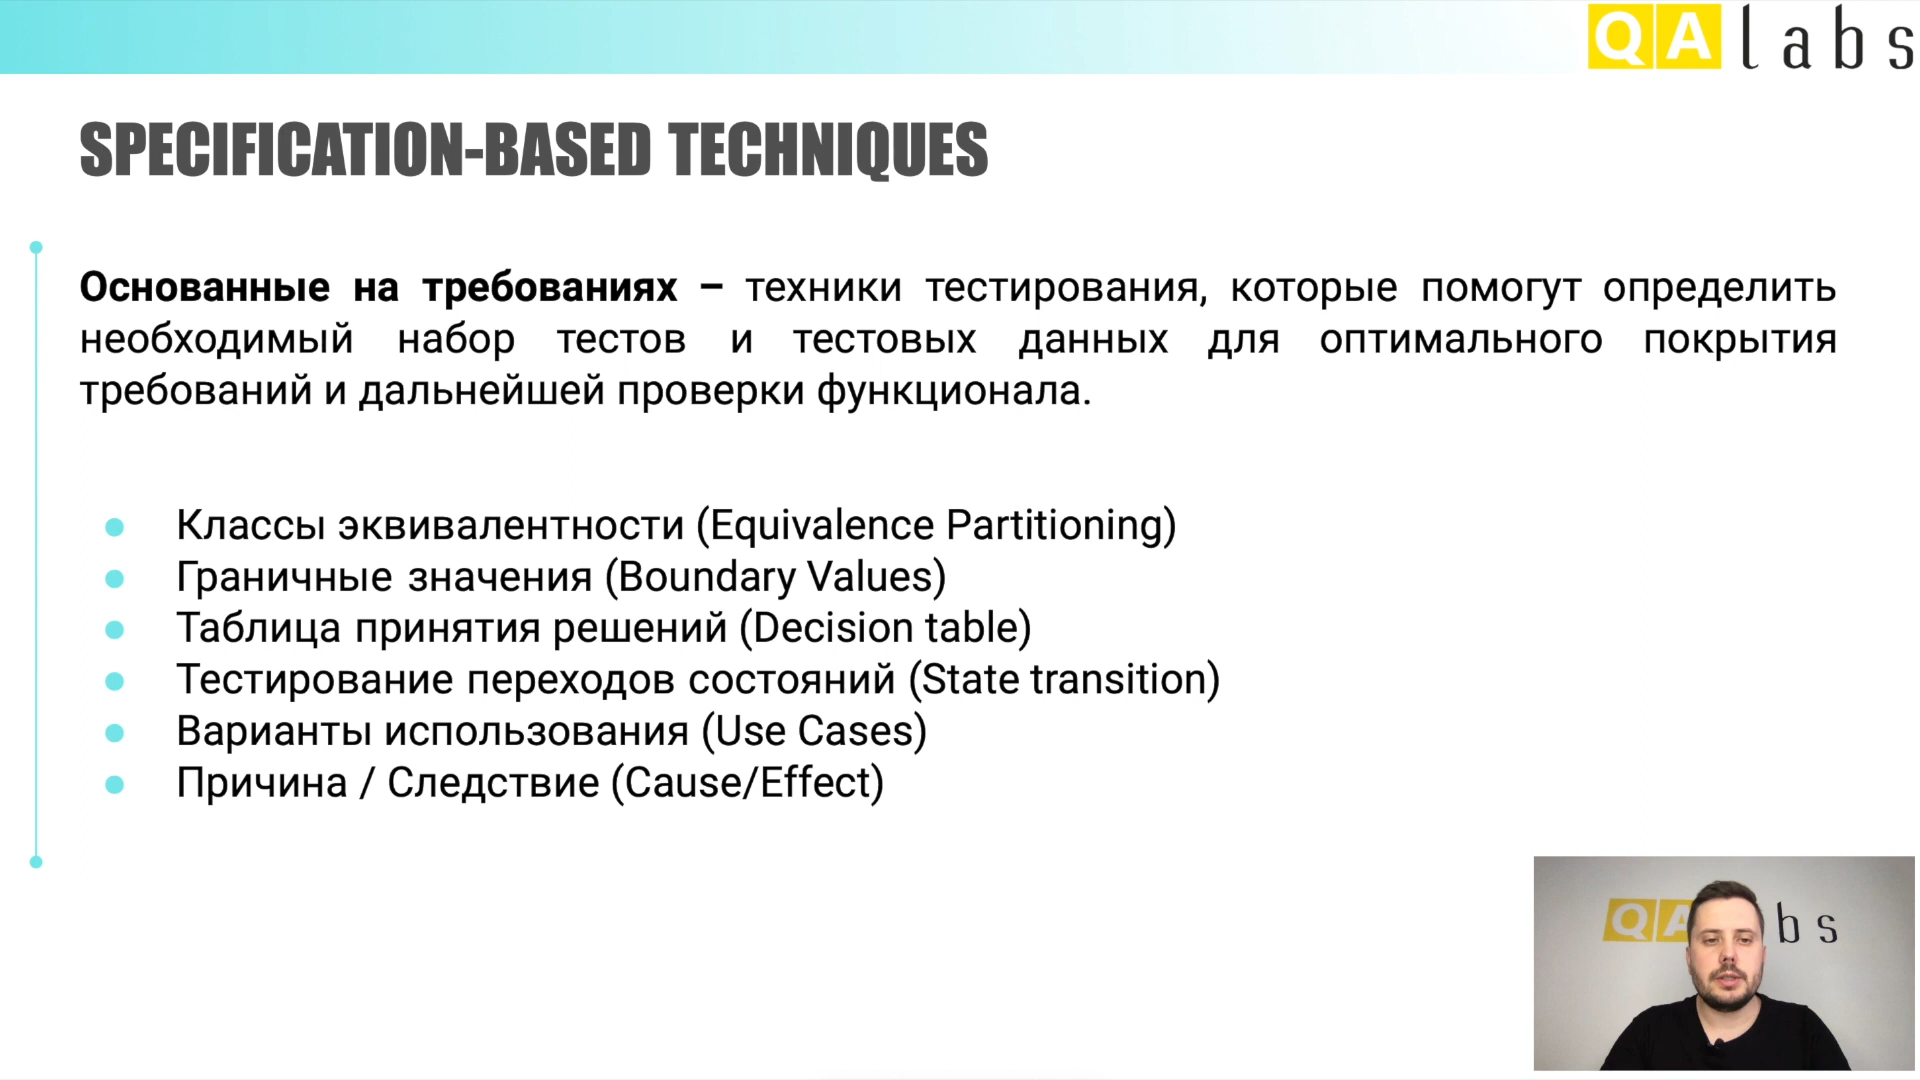 QA labs
SPECIFICATION-BASED TECHNIQUES
Основанные на требованиях – техники тестирования, которые помогут определить
необходимый набор тестов и тестовых данных для оптимального покрытия
требований и дальнейшей проверки функционала.
Классы эквивалентности (Equivalence Partitioning)
Граничные значения (Boundary Values)
Таблица принятия решений (Decision table)
Тестирование переходов состояний (State transition)
Варианты использования (Use Cases)
Причина / Следствие (Cause/Effect)
QA bs